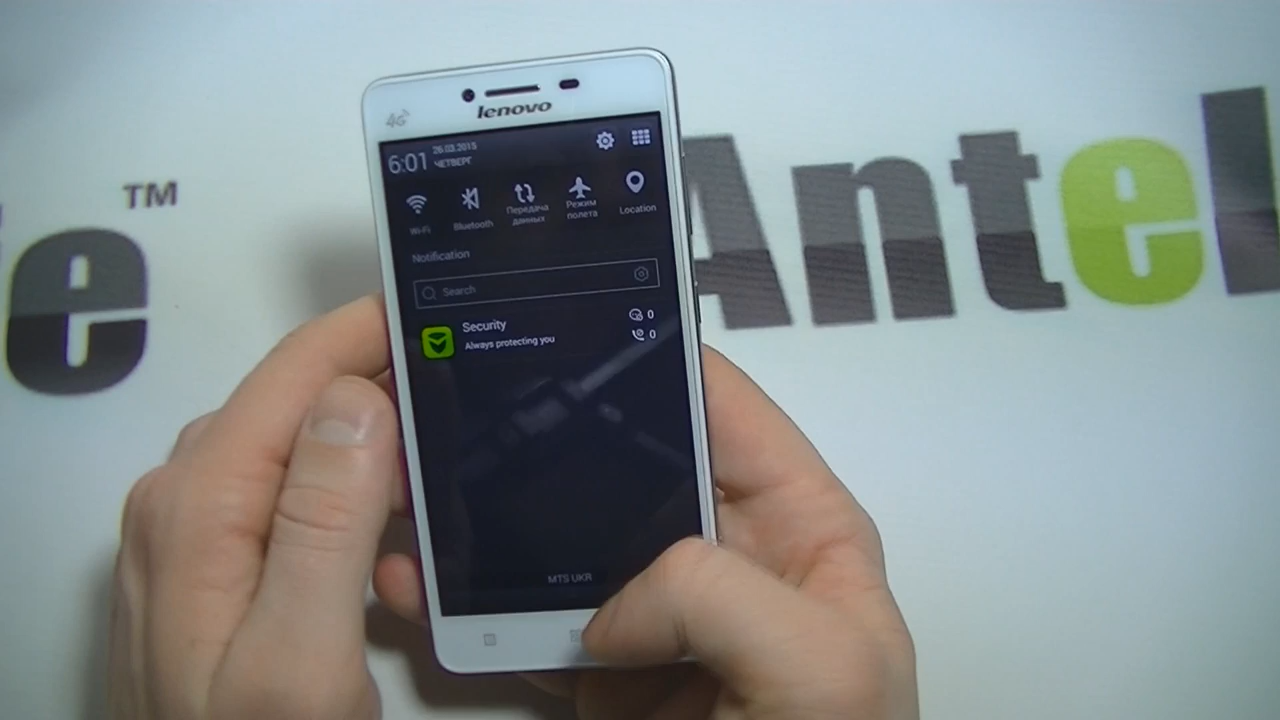 TM
e
Antel
4G
lenovo
6:01
26.03.2015
ЧЕТВЕРГ
Wi-Fi
Bluetooth
Передача
данных
Режим
полета
Location
Notification
Search
Security
Always protecting you
0
0
MTS UKR